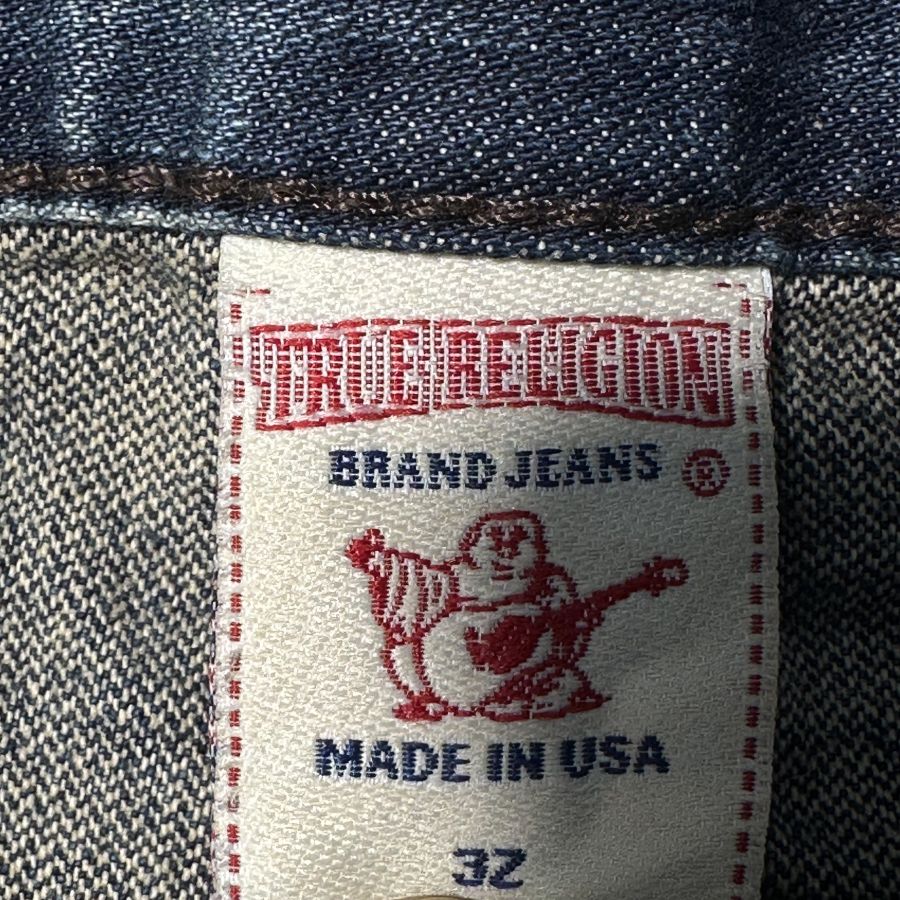 TRUE RELIGION
BRAND JEANS ®
MADE IN USA
32